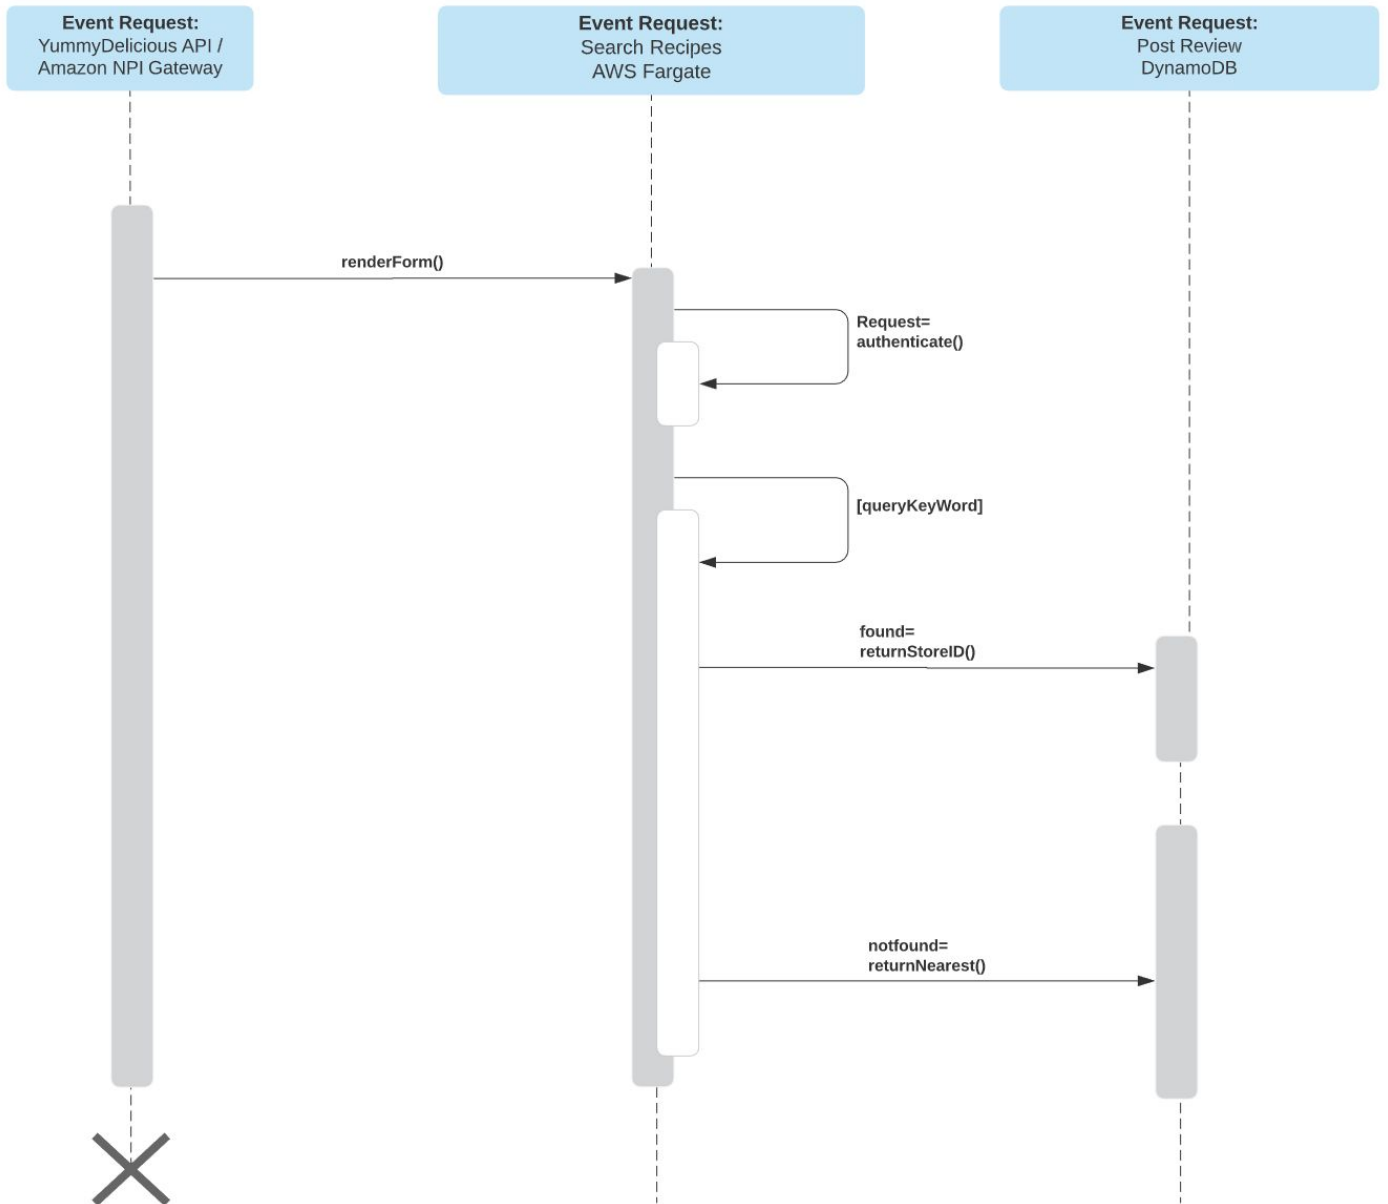 Event Request:
YummyDelicious API /
Amazon NPI Gateway
Event Request:
Search Recipes
AWS Fargate
Event Request:
Post Review
DynamoDB
renderForm()
Request=
authenticate()
[queryKeyWord]
found=
returnStoreID()
notfound=
returnNearest()